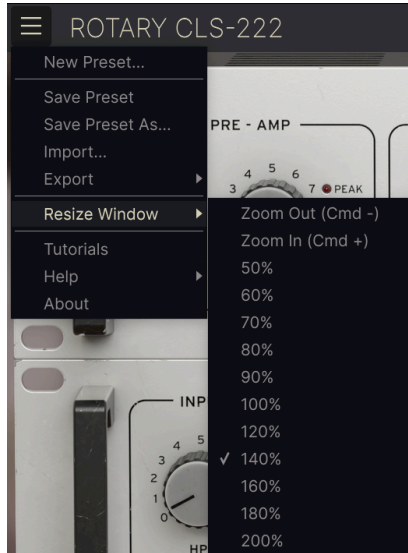 ROTARY CLS-222
New Preset...
Save Preset
Save Preset As...
Import...
Export
Resize Window
Tutorials
Help
About
Zoom Out (Cmd -)
Zoom In (Cmd +)
50%
60%
70%
80%
90%
100%
120%
140%
160%
180%
200%
PRE - AMP
3
4
5
6
7
PEAK
INP
0
1
2
3
4
5
HP